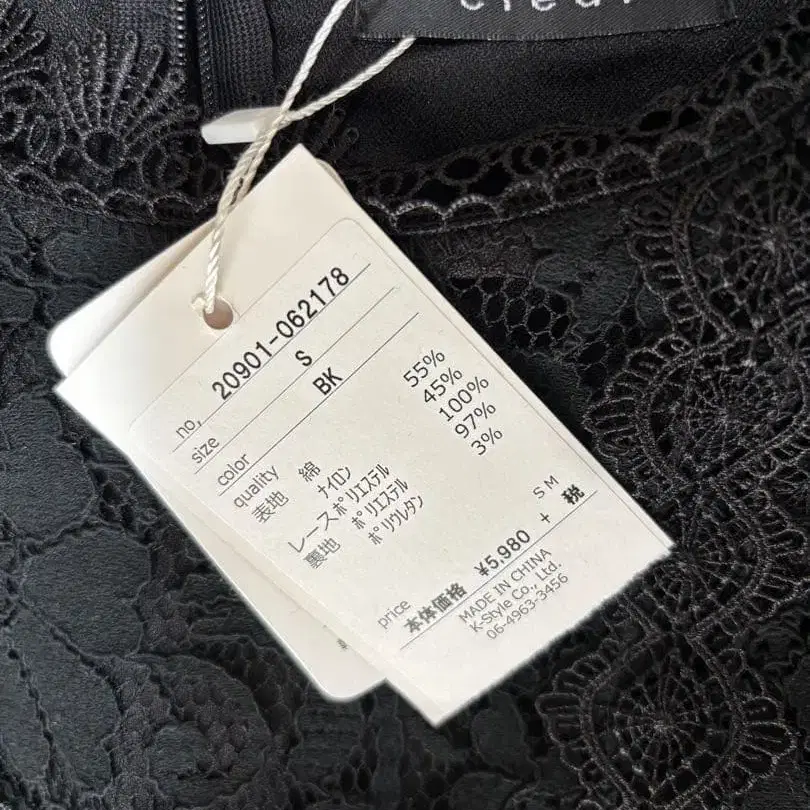 no. 20901-062178
size S
color BK
quality
表地 綿 55%
ナイロン 45%
レース ポリエステル 100%
裏地 ポリエステル 97%
ポリウレタン 3%
S M
price 本体価格 ¥5,980 + 税
MADE IN CHINA
K-Style Co., Ltd.
06-4963-3456